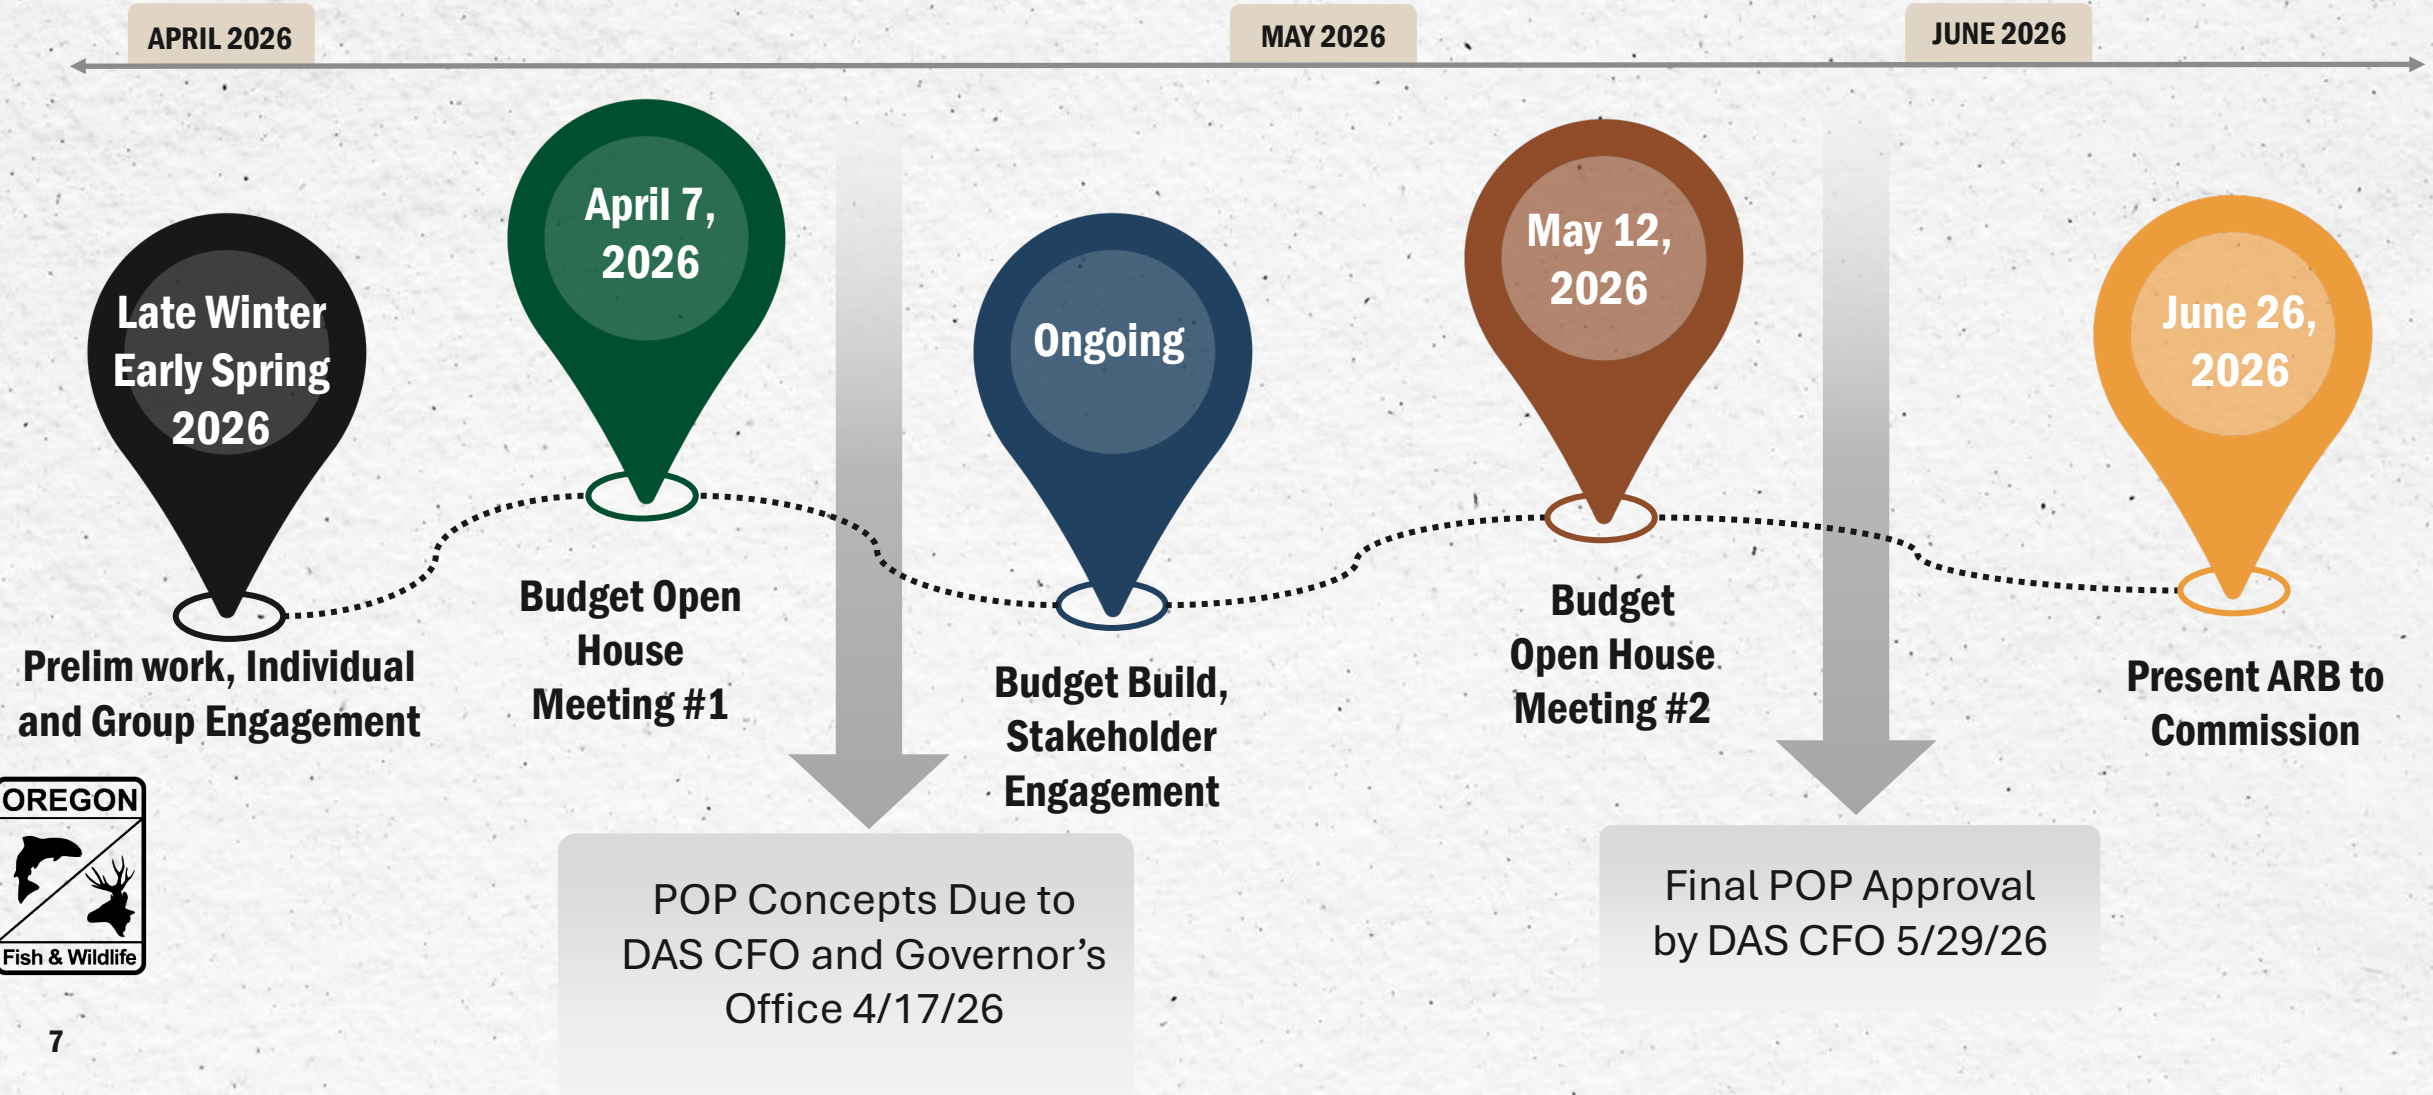 APRIL 2026
MAY 2026
JUNE 2026
Late Winter
Early Spring
2026
Prelim work, Individual
and Group Engagement
April 7,
2026
Budget Open
House
Meeting #1
POP Concepts Due to
DAS CFO and Governor’s
Office 4/17/26
Ongoing
Budget Build,
Stakeholder
Engagement
May 12,
2026
Budget
Open House
Meeting #2
Final POP Approval
by DAS CFO 5/29/26
June 26,
2026
Present ARB to
Commission
OREGON
Fish & Wildlife
7